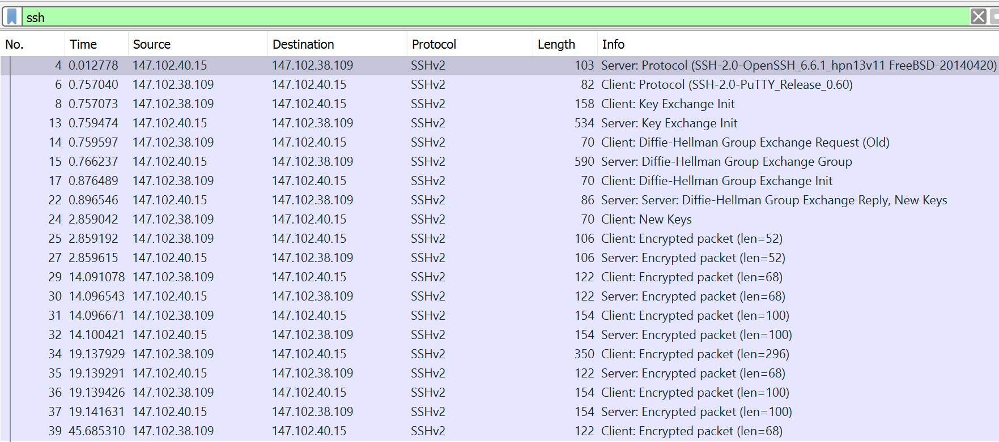 ssh
No. Time Source Destination Protocol Length Info
4 0.012778 147.102.40.15 147.102.38.109 SSHv2 103 Server: Protocol (SSH-2.0-OpenSSH_6.6.1_hpn13v11 FreeBSD-20140420)
6 0.757040 147.102.38.109 147.102.40.15 SSHv2 82 Client: Protocol (SSH-2.0-PuTTY_Release_0.60)
8 0.757073 147.102.38.109 147.102.40.15 SSHv2 158 Client: Key Exchange Init
13 0.759474 147.102.40.15 147.102.38.109 SSHv2 534 Server: Key Exchange Init
14 0.759597 147.102.38.109 147.102.40.15 SSHv2 70 Client: Diffie-Hellman Group Exchange Request (Old)
15 0.766237 147.102.40.15 147.102.38.109 SSHv2 590 Server: Diffie-Hellman Group Exchange Group
17 0.876489 147.102.38.109 147.102.40.15 SSHv2 70 Client: Diffie-Hellman Group Exchange Init
22 0.896546 147.102.40.15 147.102.38.109 SSHv2 86 Server: Server: Diffie-Hellman Group Exchange Reply, New Keys
24 2.859042 147.102.38.109 147.102.40.15 SSHv2 70 Client: New Keys
25 2.859192 147.102.38.109 147.102.40.15 SSHv2 106 Client: Encrypted packet (len=52)
27 2.859615 147.102.40.15 147.102.38.109 SSHv2 106 Server: Encrypted packet (len=52)
29 14.091078 147.102.38.109 147.102.40.15 SSHv2 122 Client: Encrypted packet (len=68)
30 14.096543 147.102.40.15 147.102.38.109 SSHv2 122 Server: Encrypted packet (len=68)
31 14.096671 147.102.38.109 147.102.40.15 SSHv2 154 Client: Encrypted packet (len=100)
32 14.100421 147.102.40.15 147.102.38.109 SSHv2 154 Server: Encrypted packet (len=100)
34 19.137929 147.102.38.109 147.102.40.15 SSHv2 350 Client: Encrypted packet (len=296)
35 19.139291 147.102.40.15 147.102.38.109 SSHv2 122 Server: Encrypted packet (len=68)
36 19.139426 147.102.38.109 147.102.40.15 SSHv2 154 Client: Encrypted packet (len=100)
37 19.141631 147.102.40.15 147.102.38.109 SSHv2 154 Server: Encrypted packet (len=100)
39 45.685310 147.102.38.109 147.102.40.15 SSHv2 122 Client: Encrypted packet (len=68)